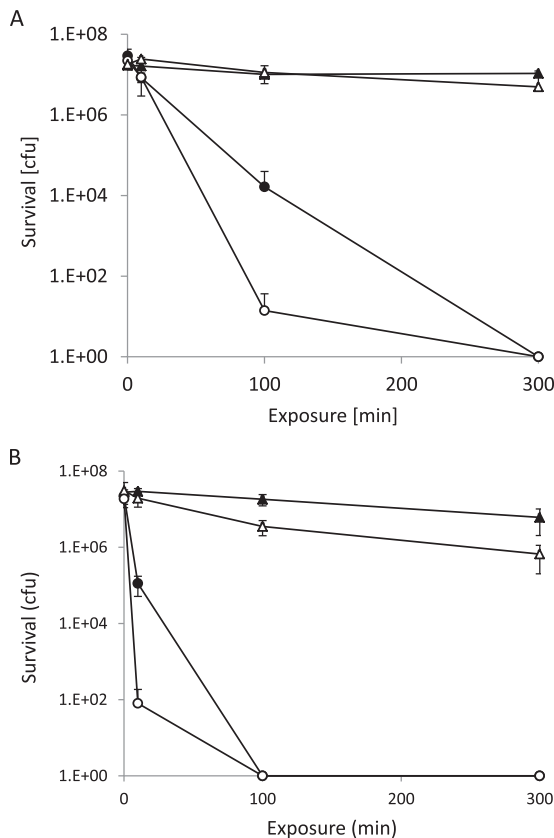 A
1.E+08
1.E+06
1.E+04
1.E+02
1.E+00
Survival [cfu]
0 100 200 300
Exposure [min]
B
1.E+08
1.E+06
1.E+04
1.E+02
1.E+00
Survival (cfu)
0 100 200 300
Exposure (min)